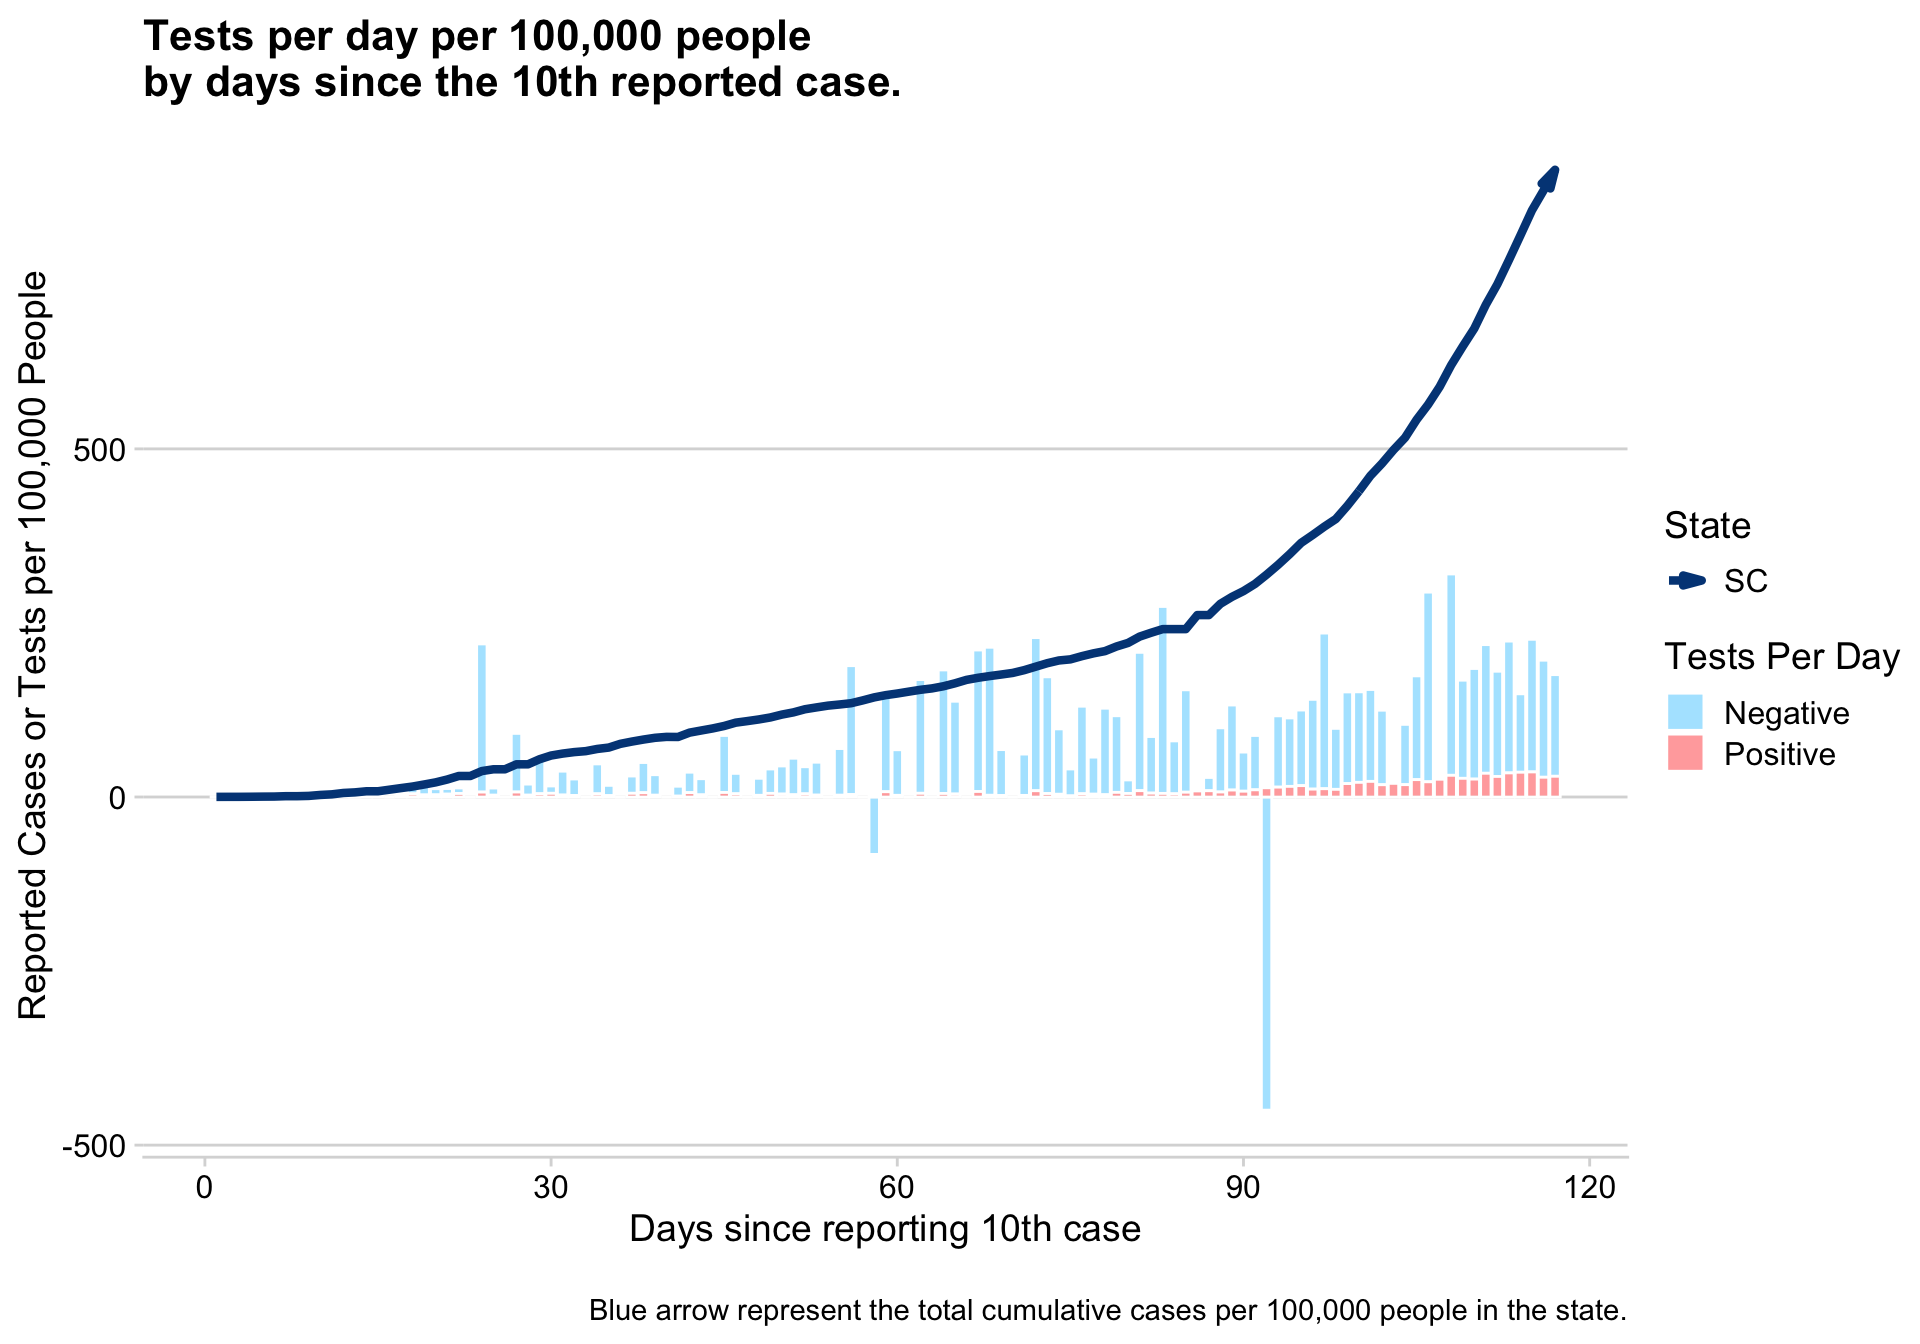 Tests per day per 100,000 people
by days since the 10th reported case.
Reported Cases or Tests per 100,000 People
500
0
-500
0 30 60 90 120
Days since reporting 10th case
State
SC
Tests Per Day
Negative
Positive
Blue arrow represent the total cumulative cases per 100,000 people in the state.